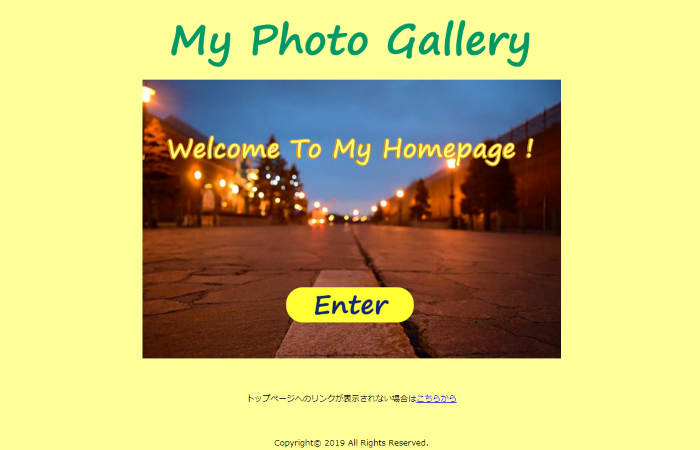 My Photo Gallery
Welcome To My Homepage !
Enter
トップページへのリンクが表示されない場合はこちらから
Copyright© 2019 All Rights Reserved.